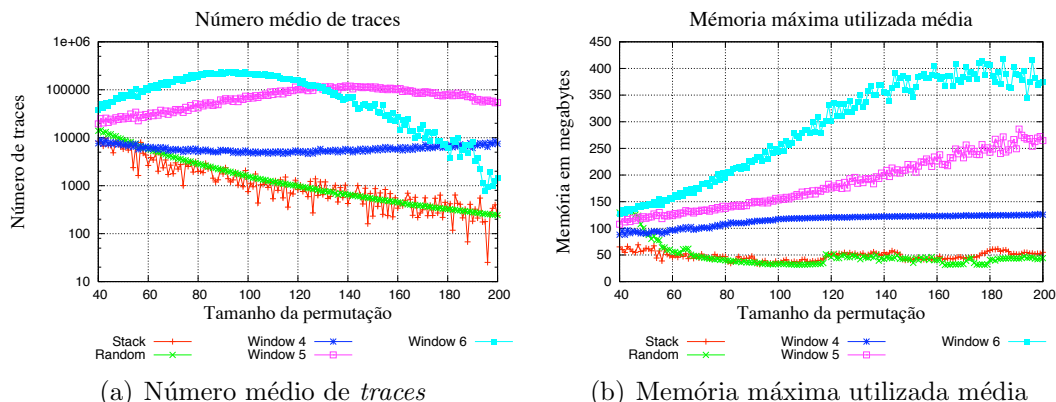 Número médio de traces
1e+06
100000
10000
1000
100
10
Número de traces
40 60 80 100 120 140 160 180 200
Tamanho da permutação
Stack Window 4 Window 6
Random Window 5
(a) Número médio de traces
Mémoria máxima utilizada média
450
400
350
300
250
200
150
100
50
0
Memória em megabytes
40 60 80 100 120 140 160 180 200
Tamanho da permutação
Stack Window 4 Window 6
Random Window 5
(b) Memória máxima utilizada média